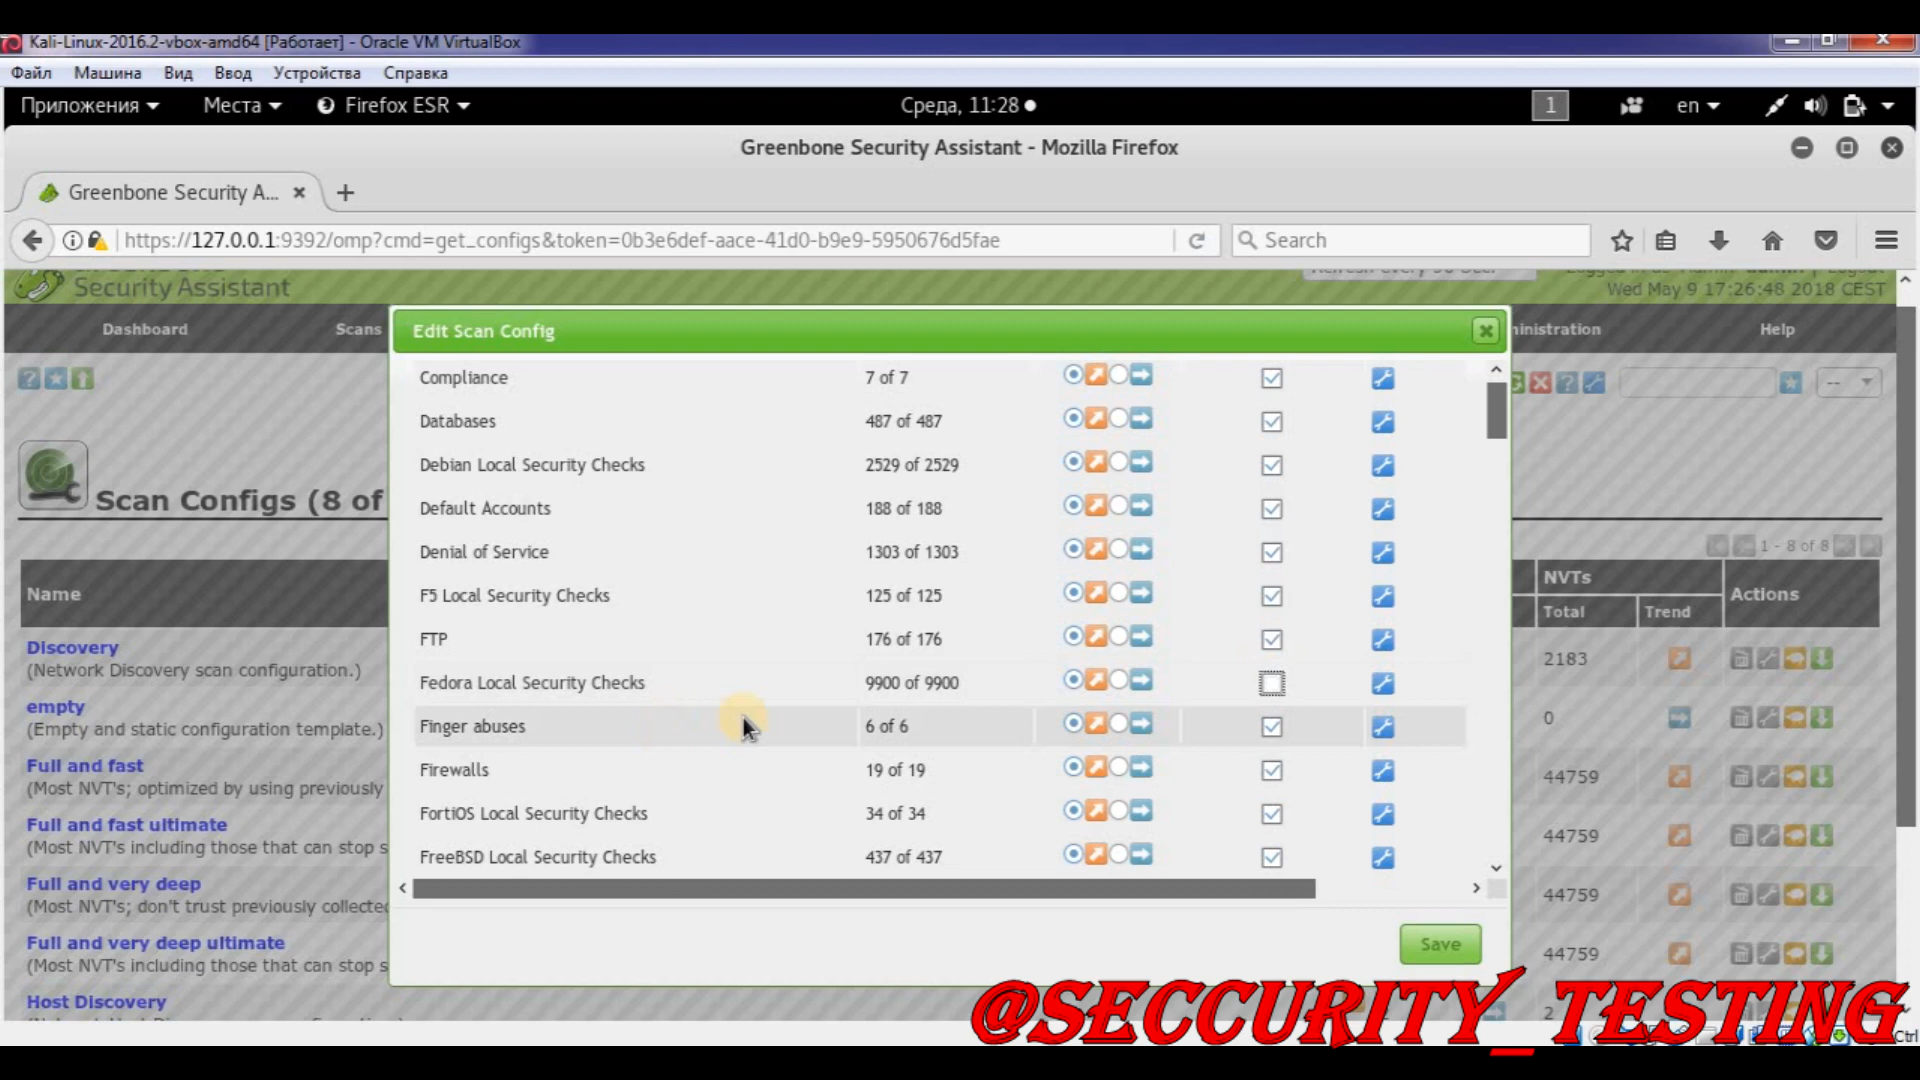 Kali-Linux-2016.2-vbox-amd64 [Работает] - Oracle VM VirtualBox
Файл Машина Вид Ввод Устройства Справка
Приложения Места Firefox ESR Среда, 11:28 1 en
Greenbone Security Assistant - Mozilla Firefox
Greenbone Security A...
https://127.0.0.1:9392/omp?cmd=get_configs&token=0b3e6def-aace-41d0-b9e9-5950676d5fae Search
Security Assistant Wed May 9 17:26:48 2018 CEST
Dashboard Scans ministration Help
Edit Scan Config
Compliance 7 of 7
Databases 487 of 487
Debian Local Security Checks 2529 of 2529
Default Accounts 188 of 188
Denial of Service 1303 of 1303
F5 Local Security Checks 125 of 125
FTP 176 of 176
Fedora Local Security Checks 9900 of 9900
Finger abuses 6 of 6
Firewalls 19 of 19
FortiOS Local Security Checks 34 of 34
FreeBSD Local Security Checks 437 of 437
Save
Scan Configs (8 of
1 - 8 of 8
Name NVTs Actions
Total Trend
Discovery 2183
(Network Discovery scan configuration.)
empty 0
(Empty and static configuration template.)
Full and fast 44759
(Most NVT's; optimized by using previously
Full and fast ultimate 44759
(Most NVT's including those that can stop s
Full and very deep 44759
(Most NVT's; don't trust previously collected
Full and very deep ultimate 44759
(Most NVT's including those that can stop s
Host Discovery 2
@SECCURITY_TESTING
Ctrl